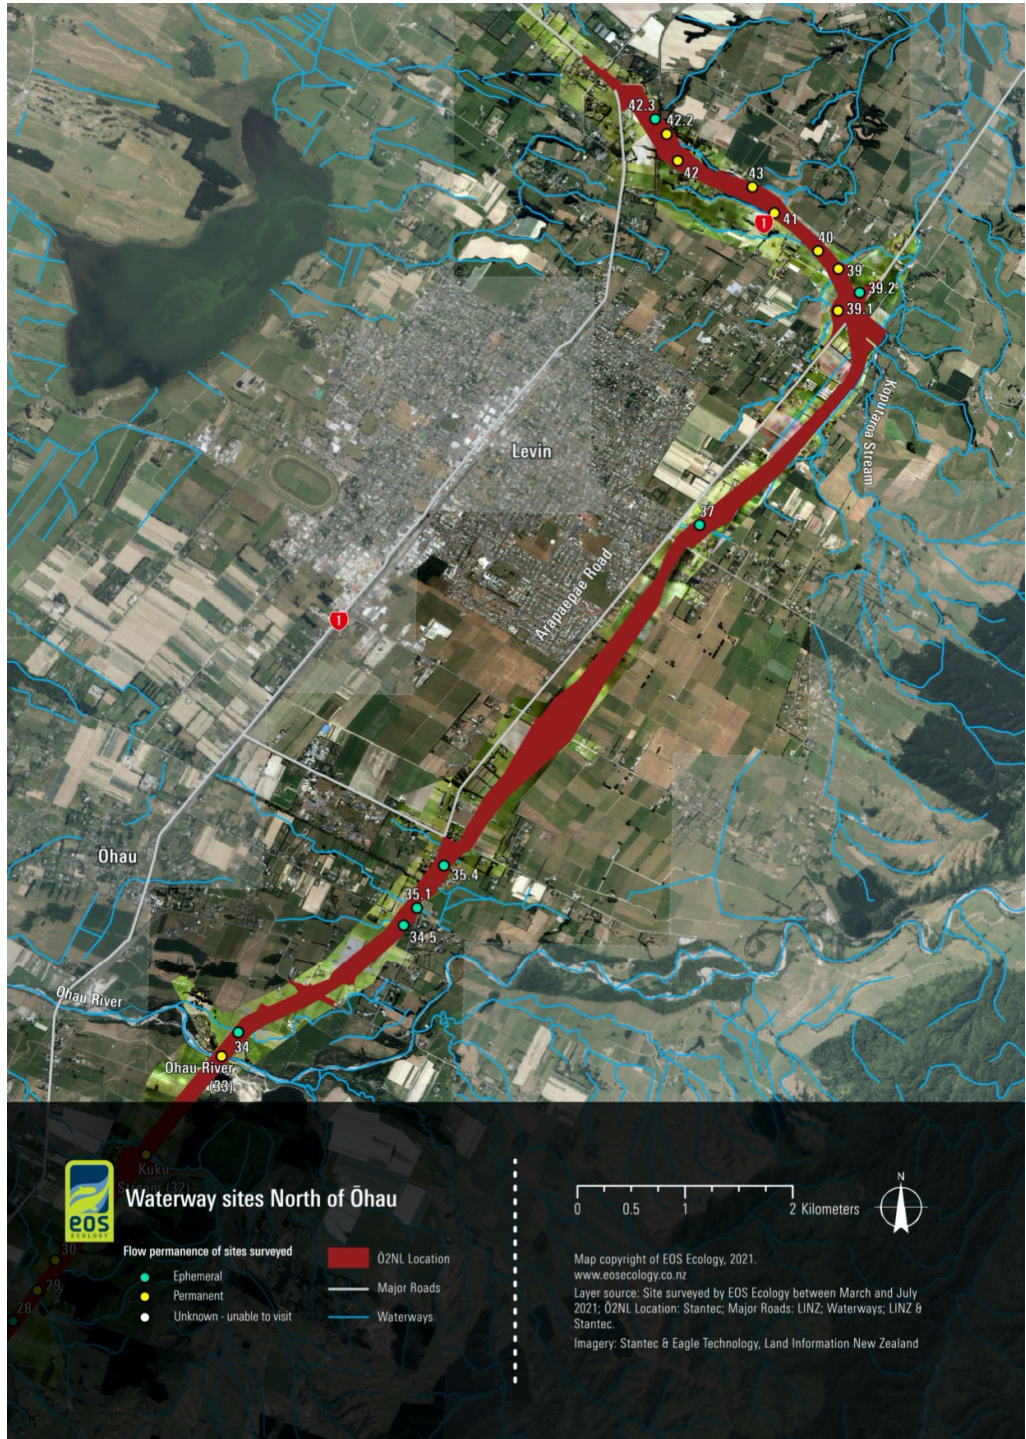 42.3
42.2
42
43
1
41
40
39
39.2
39.1
Koputaroa Stream
Levin
37
Arapaepae Road
1
Ōhau
35.4
35.1
34.5
Ōhau River
34
Ōhau River
(33)
Kuku
Stream (32)
eos
ECOLOGY
Waterway sites North of Ōhau
Flow permanence of sites surveyed
Ephemeral
Permanent
Unknown - unable to visit
30
29
28
Ō2NL Location
Major Roads
Waterways
0 0.5 1 2 Kilometers
N
Map copyright of EOS Ecology, 2021.
www.eosecology.co.nz
Layer source: Site surveyed by EOS Ecology between March and July
2021; Ō2NL Location: Stantec; Major Roads: LINZ; Waterways; LINZ &
Stantec.
Imagery: Stantec & Eagle Technology, Land Information New Zealand